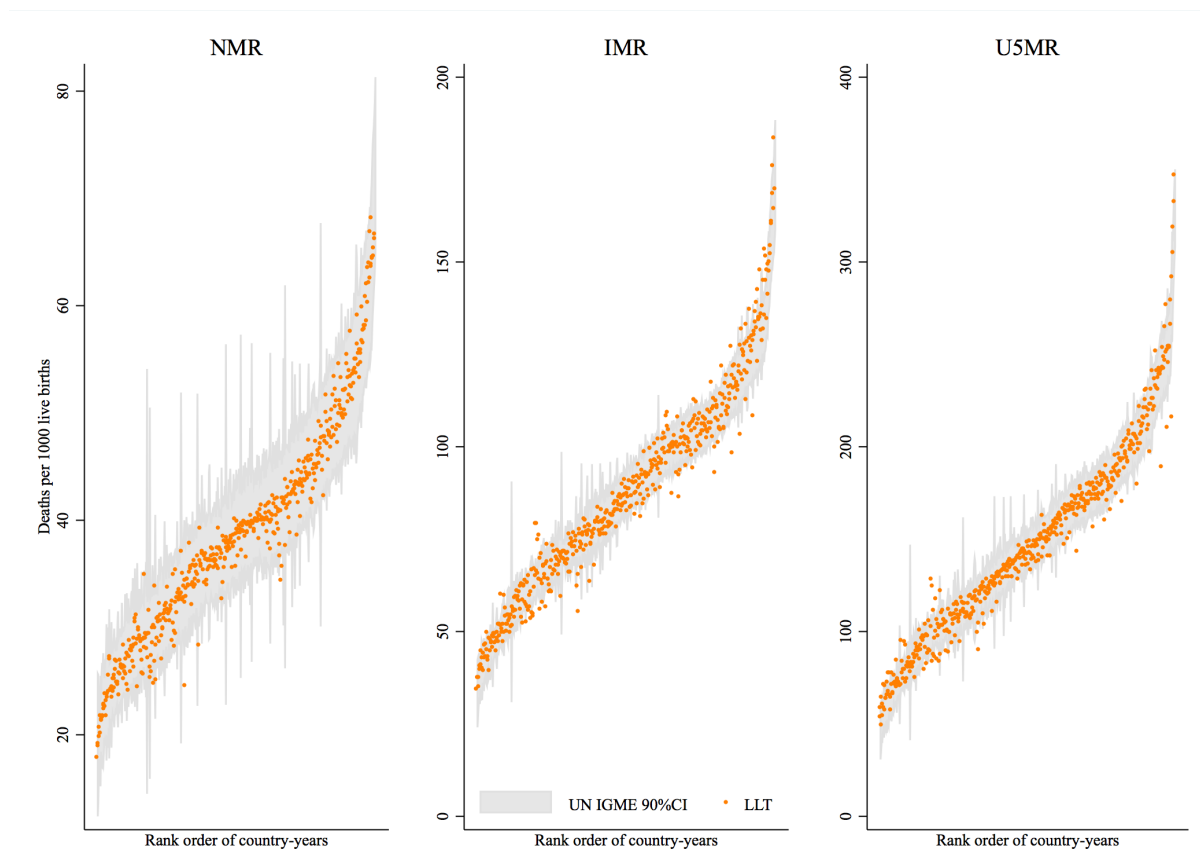 NMR
IMR
U5MR
Deaths per 1000 live births
80
60
40
20
200
150
100
50
0
400
300
200
100
0
UN IGME 90%CI
LLT
Rank order of country-years
Rank order of country-years
Rank order of country-years